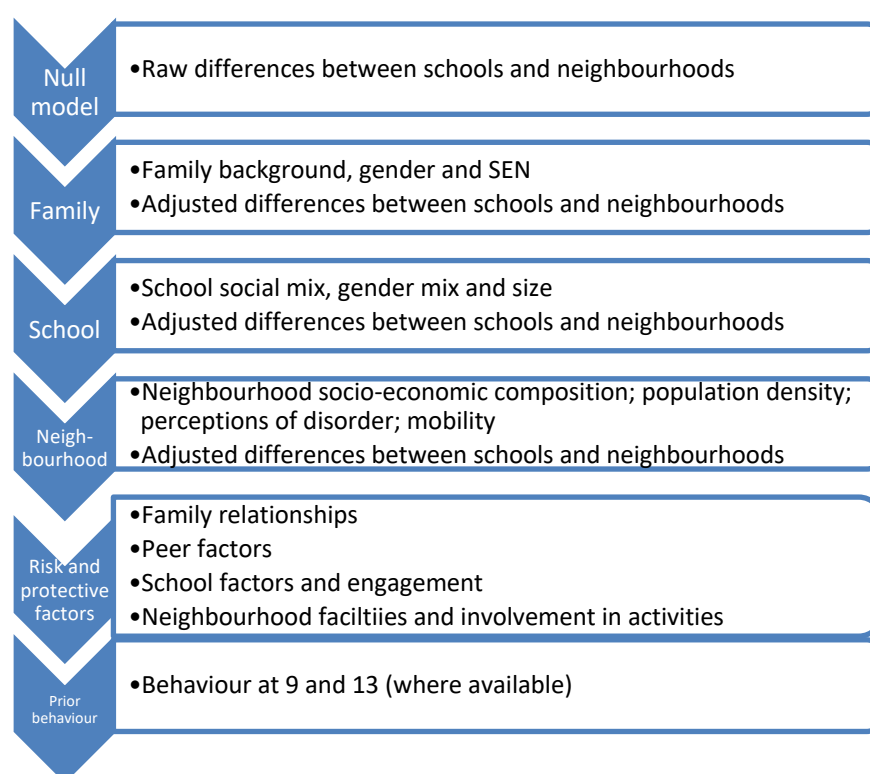 Null
model
•Raw differences between schools and neighbourhoods
Family
•Family background, gender and SEN
•Adjusted differences between schools and neighbourhoods
School
•School social mix, gender mix and size
•Adjusted differences between schools and neighbourhoods
Neigh-
bourhood
•Neighbourhood socio-economic composition; population density;
perceptions of disorder; mobility
•Adjusted differences between schools and neighbourhoods
Risk and
protective
factors
•Family relationships
•Peer factors
•School factors and engagement
•Neighbourhood faciltiies and involvement in activities
Prior
behaviour
•Behaviour at 9 and 13 (where available)